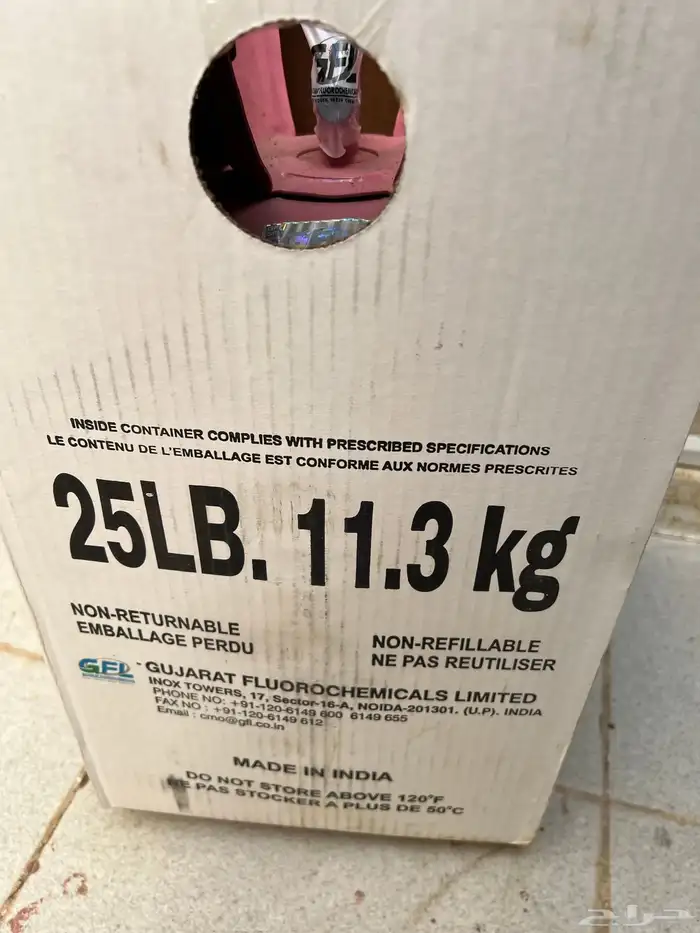 GFL
INSIDE CONTAINER COMPLIES WITH PRESCRIBED SPECIFICATIONS
LE CONTENU DE L'EMBALLAGE EST CONFORME AUX NORMES PRESCRITES
25LB. 11.3 kg
NON-RETURNABLE
EMBALLAGE PERDU
NON-REFILLABLE
NE PAS REUTILISER
GFL
GUJARAT FLUOROCHEMICALS LIMITED
INOX TOWERS, 17, Sector-16-A, NOIDA-201301. (U.P). INDIA
PHONE NO: +91-120-6149 600 6149 655
FAX NO : +91-120-6149 612
Email : cmo@gfl.co.in
MADE IN INDIA
DO NOT STORE ABOVE 120°F
NE PAS STOCKER A PLUS DE 50°C
حراج